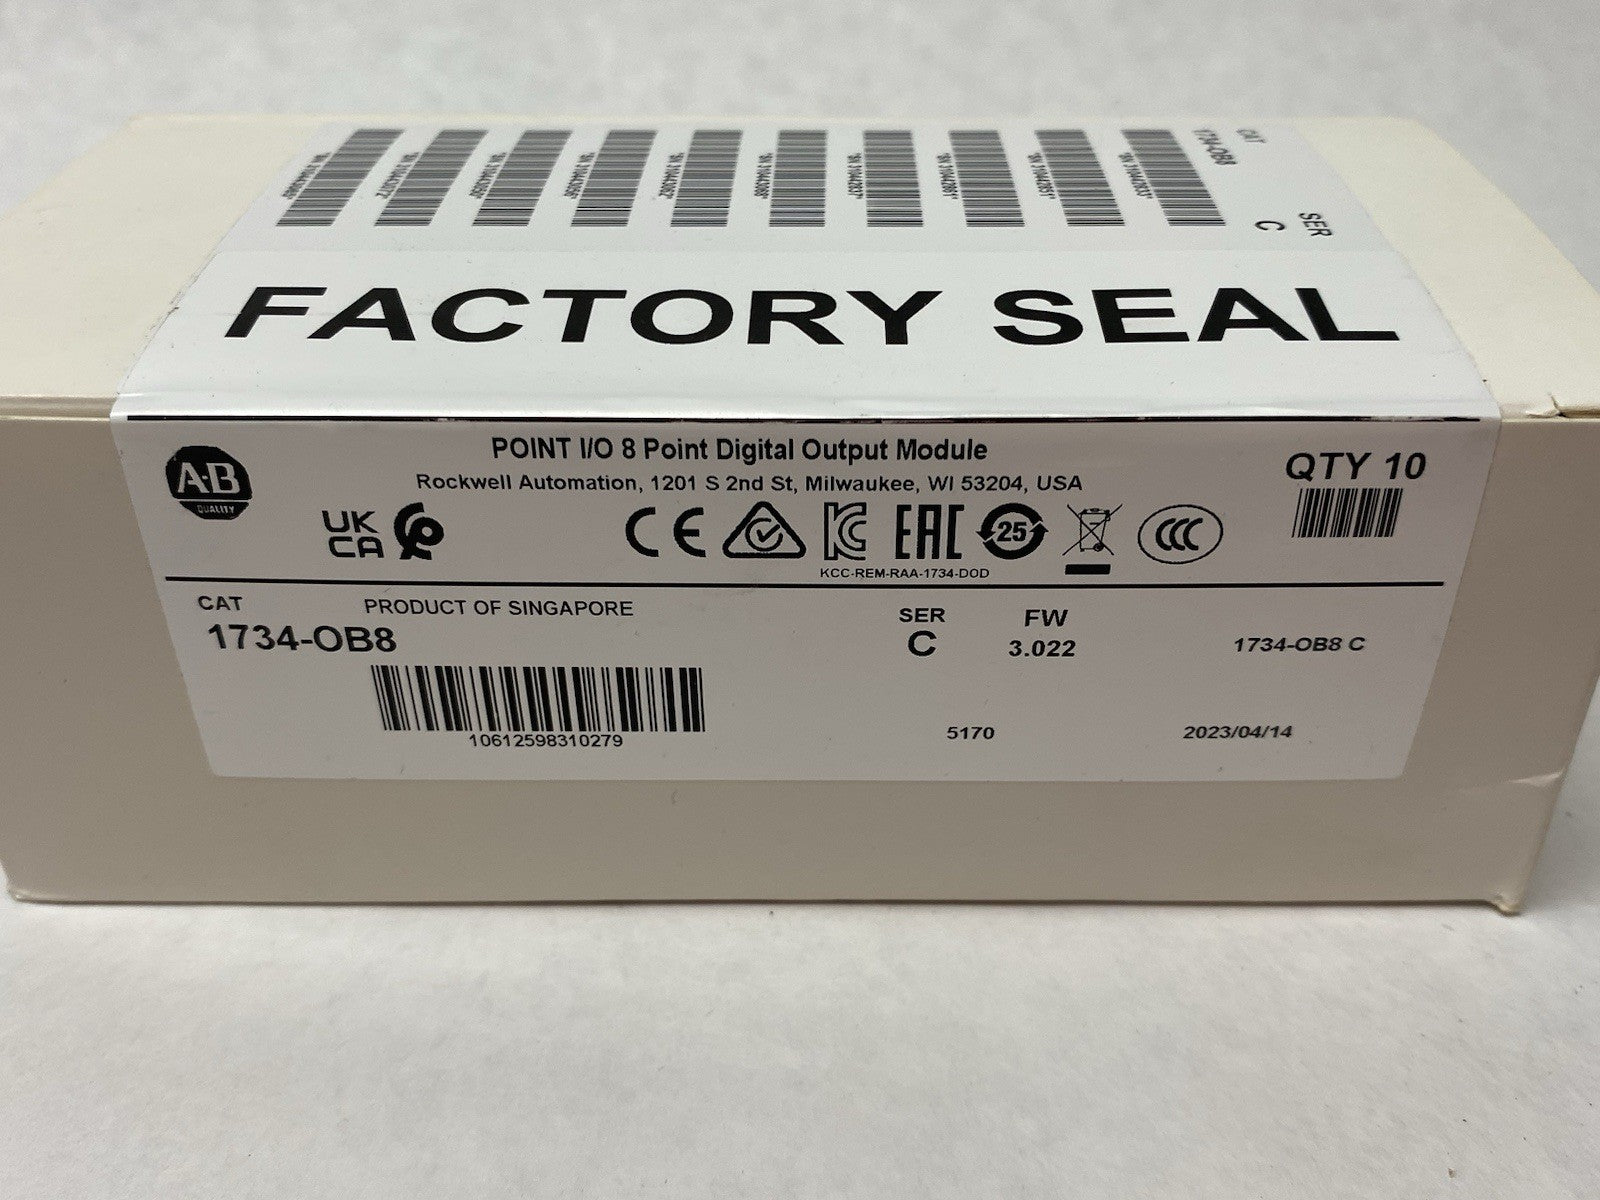 CAT
1734-OB8
SER
C
FACTORY SEAL
A·B
QUALITY
POINT I/O 8 Point Digital Output Module
Rockwell Automation, 1201 S 2nd St, Milwaukee, WI 53204, USA
QTY 10
UK
CA
CE
EAC
25
CCC
KCC-REM-RAA-1734-DOD
CAT
PRODUCT OF SINGAPORE
1734-OB8
SER
C
FW
3.022
1734-OB8 C
10612598310279
5170
2023/04/14